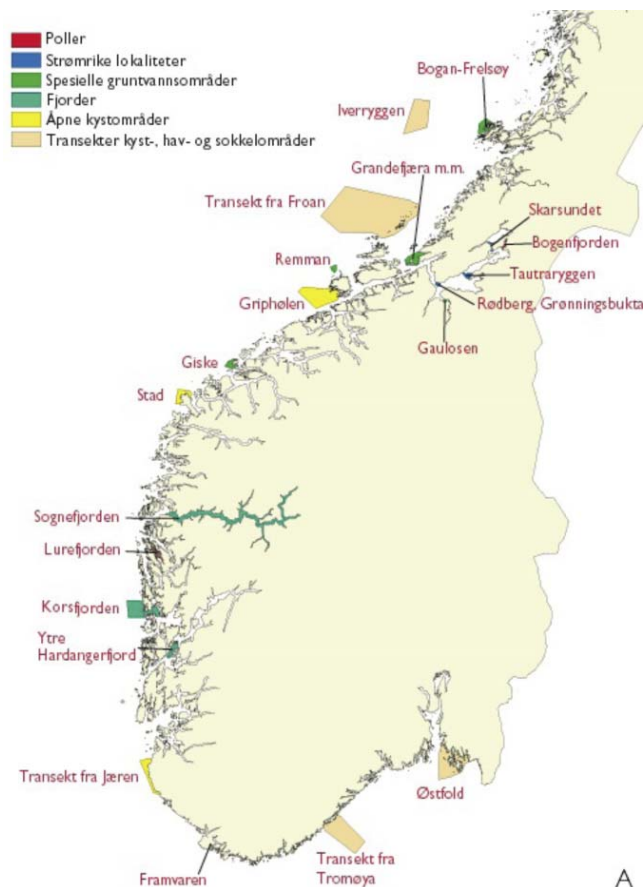 Poller
Strømrike lokaliteter
Spesielle gruntvannsområder
Fjorder
Åpne kystområder
Transekter kyst-, hav- og sokkelområder
Bogan-Frelsøy
Iverryggen
Grandefjæra m.m.
Transekt fra Froan
Skarsundet
Bogenfjorden
Remman
Tautraryggen
Griphølen
Rødberg, Grønningsbukta
Gaulosen
Giske
Stad
Sognefjorden
Lurefjorden
Korsfjorden
Ytre
Hardangerfjord
Transekt fra Jæren
Østfold
Framvaren
Transekt fra
Tromøya
A